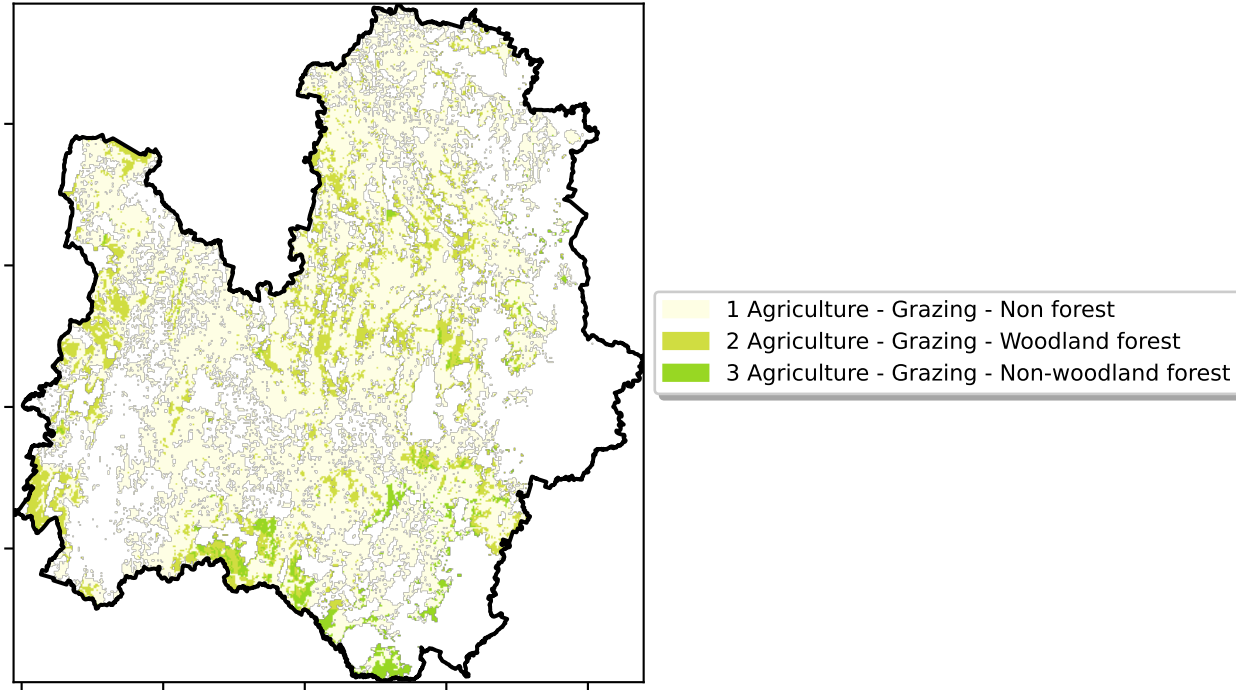 1 Agriculture - Grazing - Non forest
2 Agriculture - Grazing - Woodland forest
3 Agriculture - Grazing - Non-woodland forest